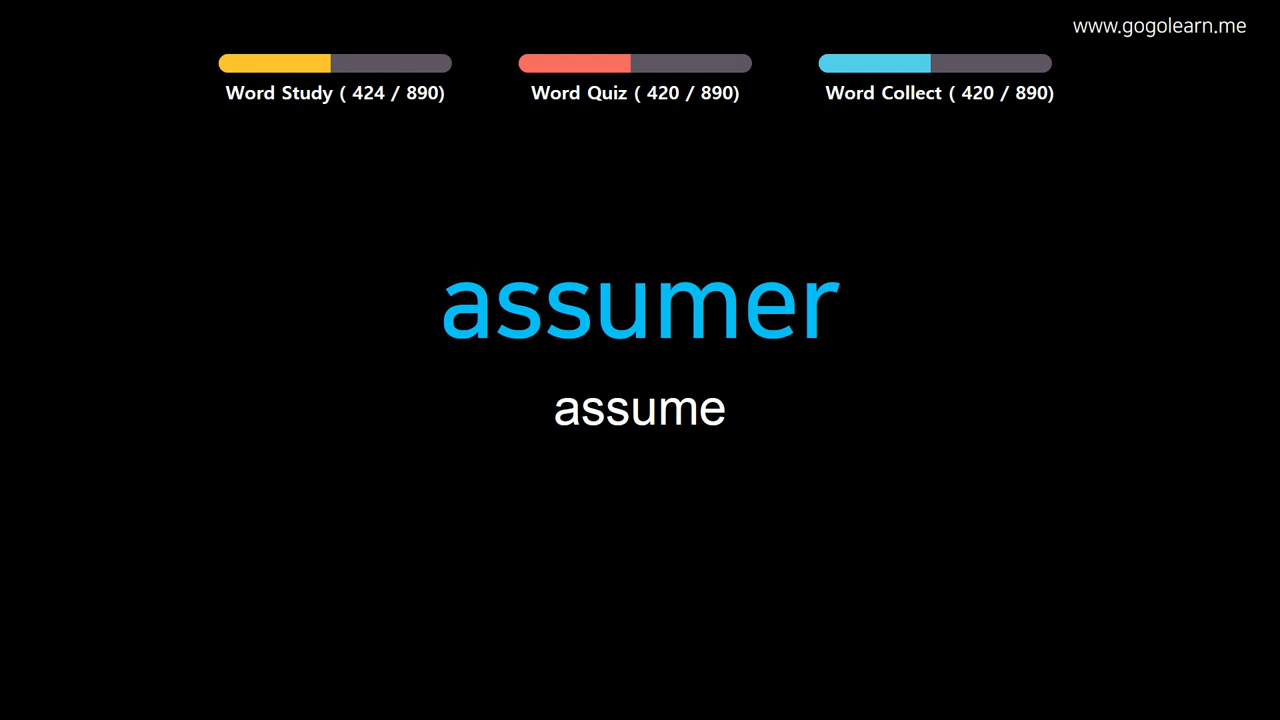 www.gogolearn.me
Word Study ( 424 / 890)
Word Quiz ( 420 / 890)
Word Collect ( 420 / 890)
assumer
assume